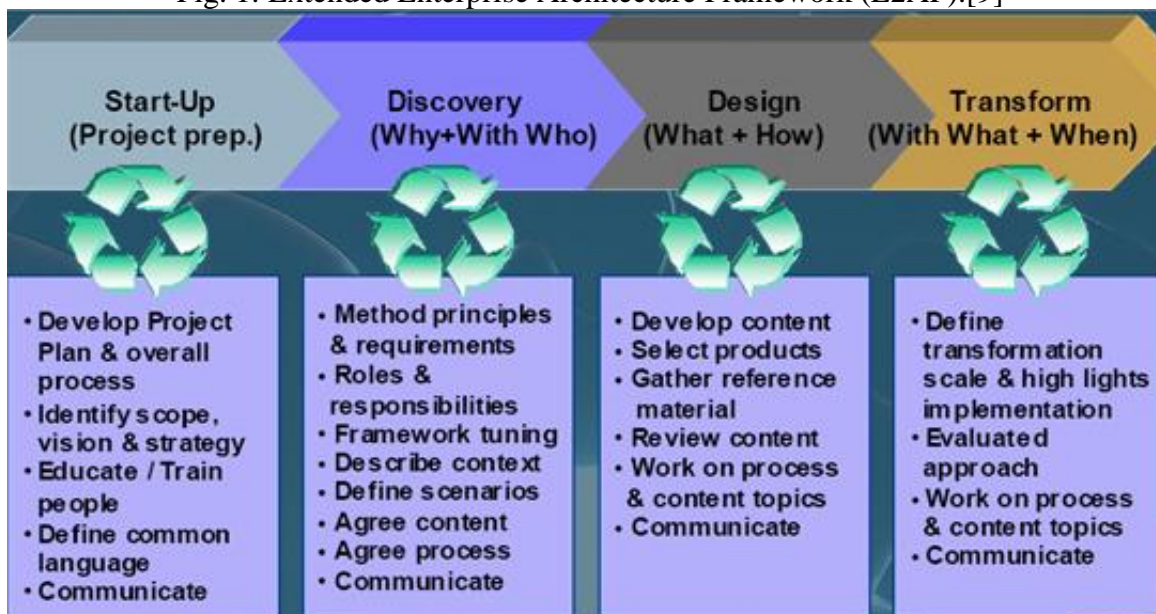 Fig. 1. Extended Enterprise Architecture Framework (E2AF).[9]
Start-Up
(Project prep.)
Discovery
(Why+With Who)
Design
(What + How)
Transform
(With What + When)
• Develop Project
Plan & overall
process
• Identify scope,
vision & strategy
• Educate / Train
people
• Define common
language
• Communicate
• Method principles
& requirements
• Roles &
responsibilities
• Framework tuning
• Describe context
• Define scenarios
• Agree content
• Agree process
• Communicate
• Develop content
• Select products
• Gather reference
material
• Review content
• Work on process
& content topics
• Communicate
• Define
transformation
scale & high lights
implementation
• Evaluated
approach
• Work on process
& content topics
• Communicate